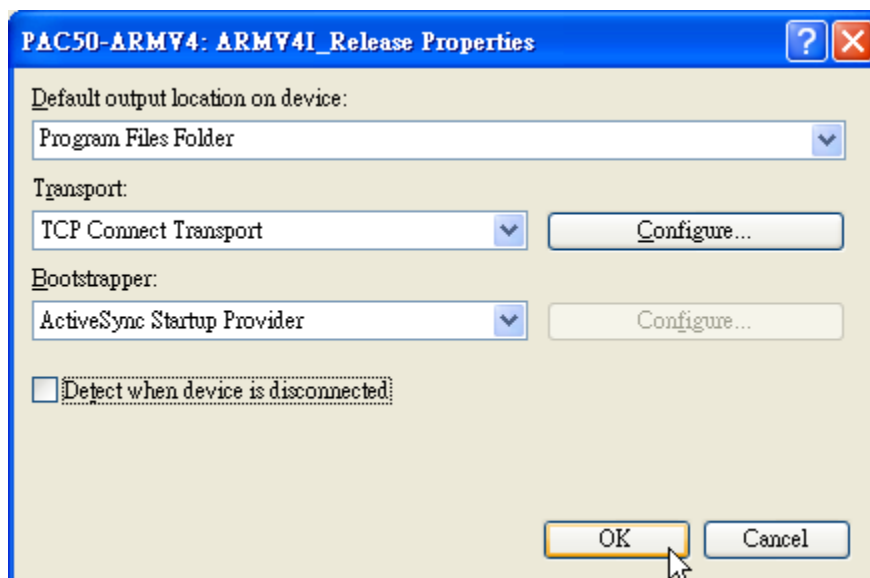 PAC50-ARMV4: ARMV4I_Release Properties
Default output location on device:
Program Files Folder
Transport:
TCP Connect Transport
Configure...
Bootstrapper:
ActiveSync Startup Provider
Configure...
Detect when device is disconnected
OK
Cancel